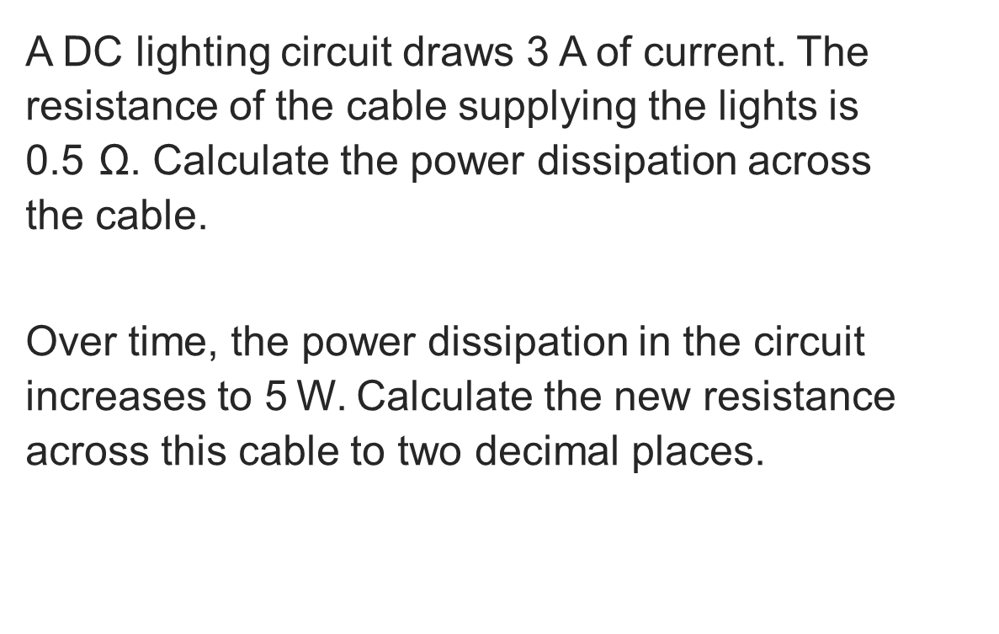 A DC lighting circuit draws 3 A of current. The
resistance of the cable supplying the lights is
0.5 Ω. Calculate the power dissipation across
the cable.
Over time, the power dissipation in the circuit
increases to 5 W. Calculate the new resistance
across this cable to two decimal places.